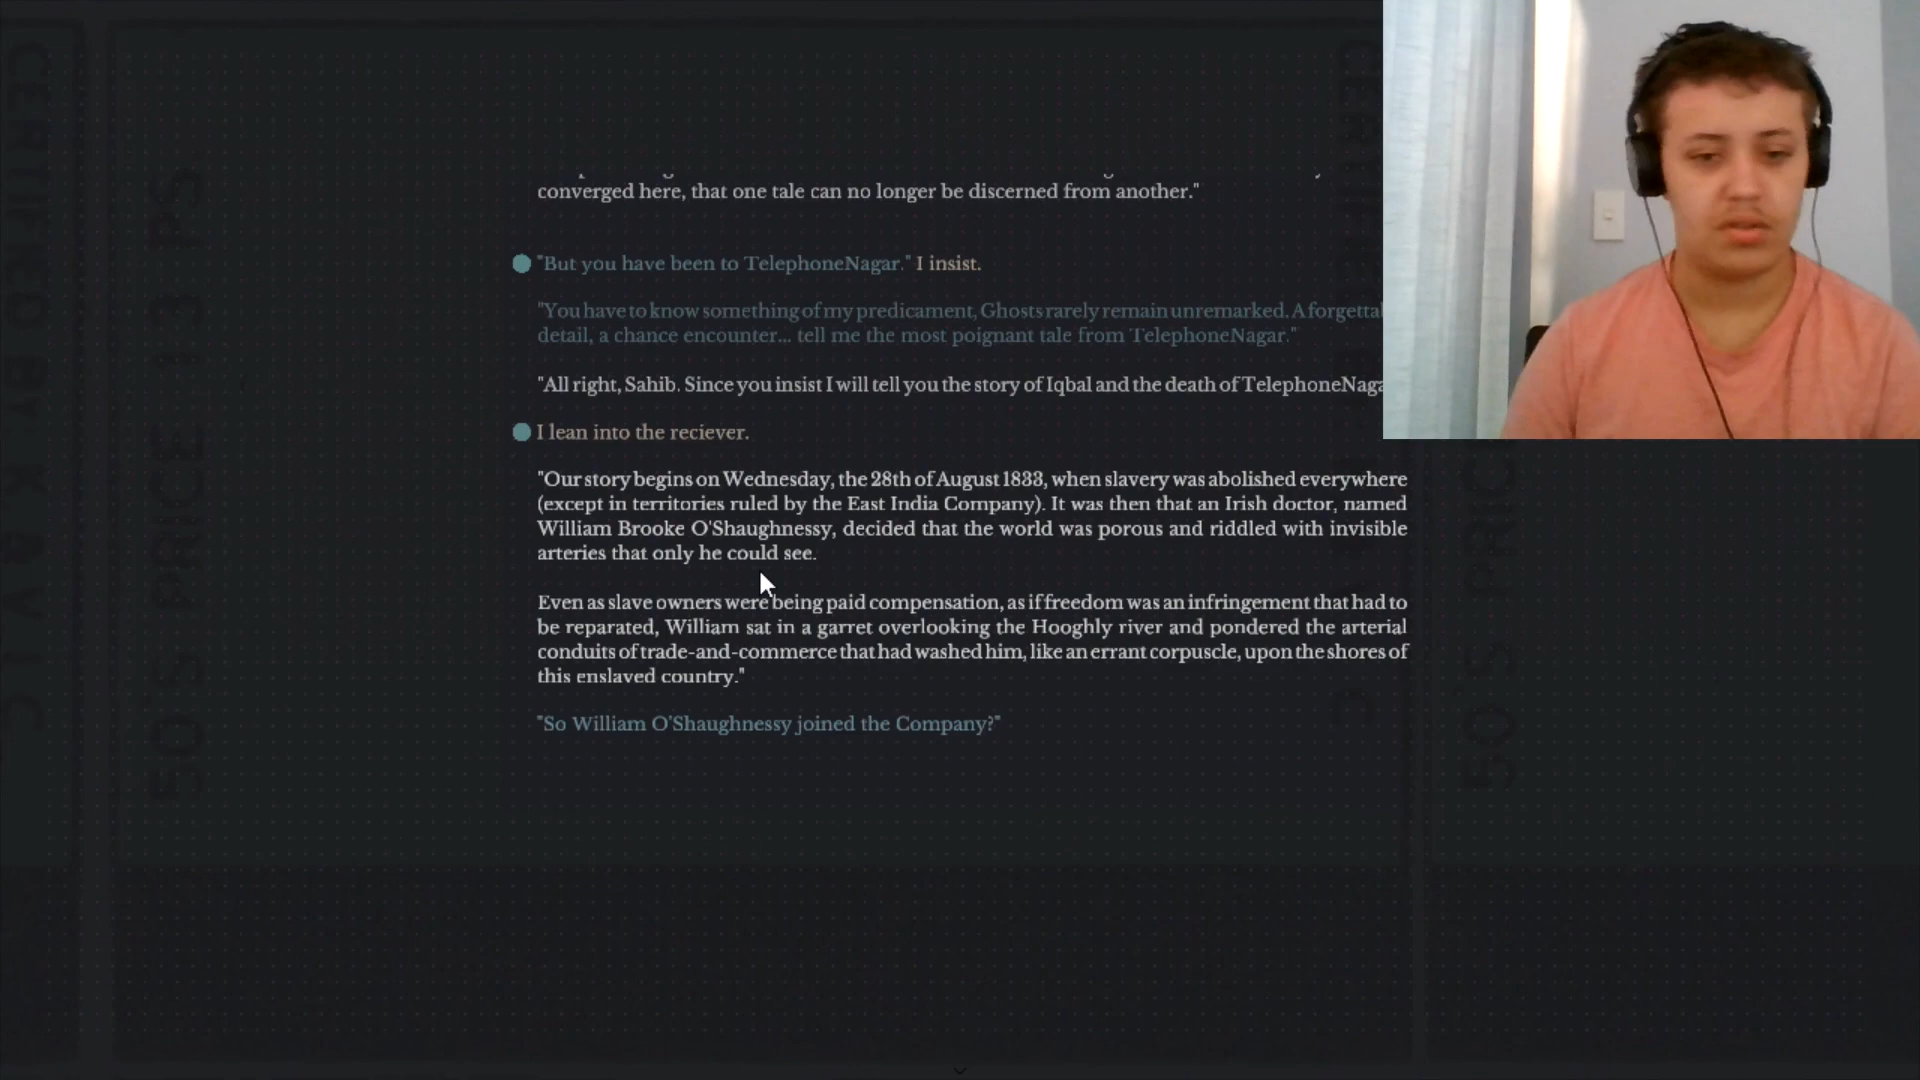 converged here, that one tale can no longer be discerned from another."
"But you have been to TelephoneNagar." I insist.
"You have to know something of my predicament, Ghosts rarely remain unremarked. A
detail, a chance encounter... tell me the most poignant tale from TelephoneNagar."
"All right, Sahib. Since you insist I will tell you the story of Iqbal and the death of
I lean into the reciever.
"Our story begins on Wednesday, the 28th of August 1833, when slavery was abolished everywhere
(except in territories ruled by the East India Company). It was then that an Irish doctor, named
William Brooke O'Shaughnessy, decided that the world was porous and riddled with invisible
arteries that only he could see.
Even as slave owners were being paid compensation, as if freedom was an infringement that had to
be reparated, William sat in a garret overlooking the Hooghly river and pondered the arterial
conduits of trade-and-commerce that had washed him, like an errant corpuscle, upon the shores of
this enslaved country."
"So William O'Shaughnessy joined the Company?"
CERTIFIED BY
50'S PRICE 13 PS
50'S